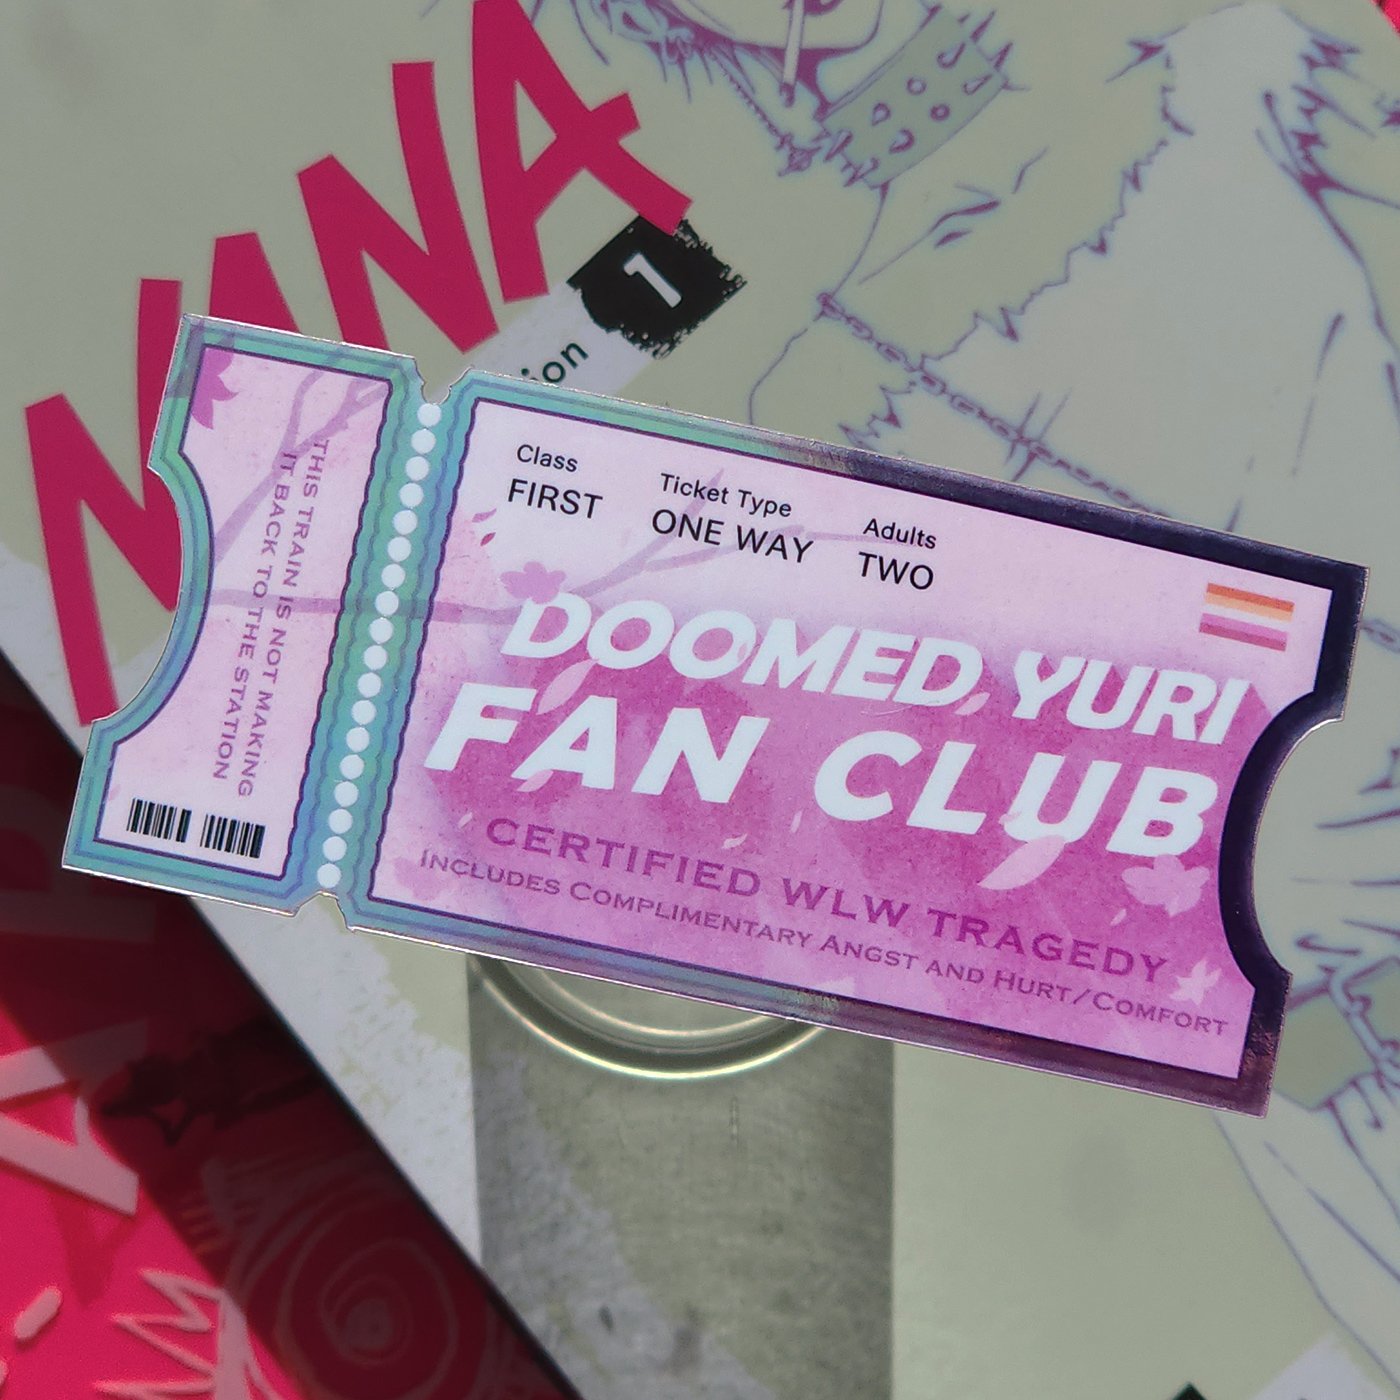 NANA
1
ion
THIS TRAIN IS NOT MAKING
IT BACK TO THE STATION
Class
FIRST
Ticket Type
ONE WAY
Adults
TWO
DOOMED YURI
FAN CLUB
CERTIFIED WLW TRAGEDY
INCLUDES COMPLIMENTARY ANGST AND HURT/COMFORT